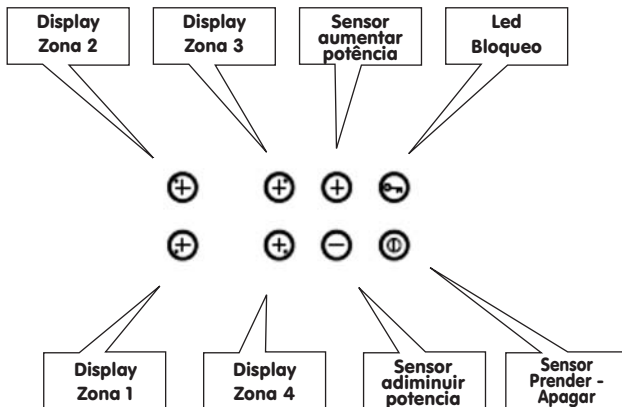 Display
Zona 2
Display
Zona 3
Sensor
aumentar
potência
Led
Bloqueo
Display
Zona 1
Display
Zona 4
Sensor
adiminuir
potencia
Sensor
Prender -
Apagar